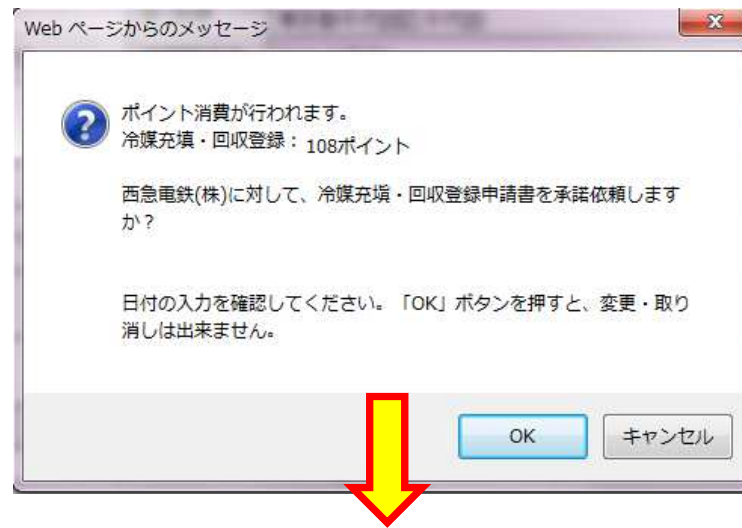 Web ページからのメッセージ
ポイント消費が行われます。
冷媒充填・回収登録： 108ポイント
西急電鉄(株)に対して、冷媒充塡・回収登録申請書を承諾依頼します
か？
日付の入力を確認してください。「OK」ボタンを押すと、変更・取り
消しは出来ません。
OK
キャンセル